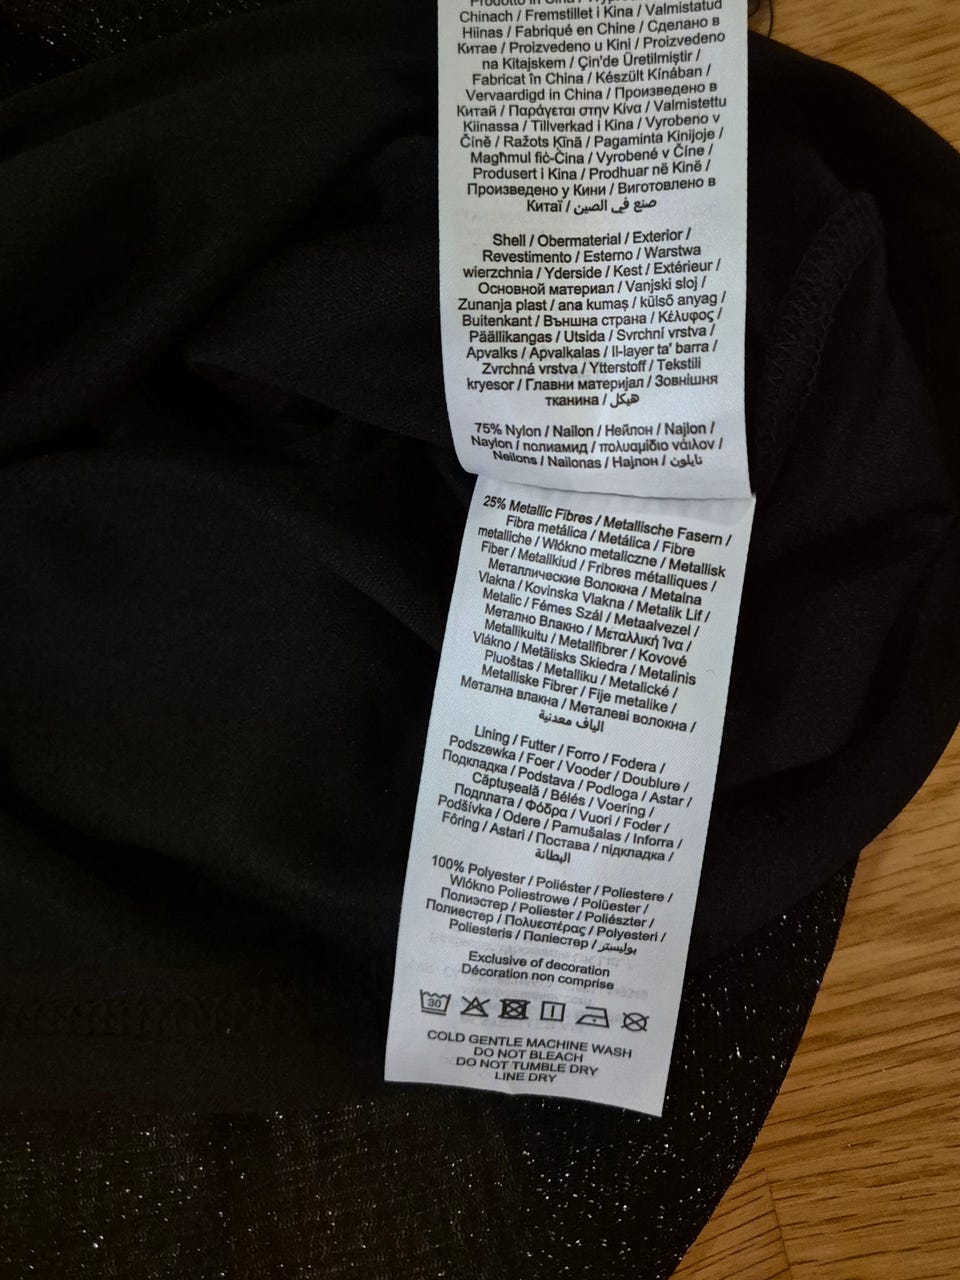 Chinach / Fremstillet i Kina / Valmistatud
Hiinas / Fabriqué en Chine / Сделано в
Китае / Proizvedeno u Kini / Proizvedeno
na Kitajskem / Çin'de Üretilmiştir /
Fabricat în China / Készült Kínában /
Vervaardigd in China / Произведено в
Китай / Παράγεται στην Κίνα / Valmistettu
Kiinassa / Tillverkad i Kina / Vyrobeno v
Číně / Ražots Ķīnā / Pagaminta Kinijoje /
Magħmul fiċ-Ċina / Vyrobené v Číne /
Produsert i Kina / Prodhuar në Kinë /
Произведено у Кини / Виготовлено в
Китаї / صنع في الصين
Shell / Obermaterial / Exterior /
Revestimento / Esterno / Warstwa
wierzchnia / Yderside / Kest / Extérieur /
Основной материал / Vanjski sloj /
Zunanja plast / ana kumaş / külső anyag /
Buitenkant / Външна страна / Κέλυφος /
Päällikangas / Utsida / Svrchní vrstva /
Apvalks / Apvalkalas / Il-layer ta' barra /
Zvrchná vrstva / Ytterstoff / Tekstili
kryesor / Главни материјал / Зовнішня
тканина / هيكل
75% Nylon / Nailon / Нейлон / Najlon /
Naylon / полиамид / πολυαμίδιο νάιλον /
Neilons / Nailonas / Најлон / نايلون
25% Metallic Fibres / Metallische Fasern /
Fibra metálica / Metálica / Fibre
metalliche / Włókno metaliczne / Metallisk
Fiber / Metallkiud / Fribres métalliques /
Металлические Волокна / Metalna
Vlakna / Kovinska Vlakna / Metalik Lif /
Metalic / Fémes Szál / Metaalvezel /
Метално Влакно / Μεταλλική Ίνα /
Metallikuitu / Metallfibrer / Kovové
Vlákno / Metālisks Skiedra / Metalinis
Pluoštas / Metalliku / Metalické /
Metalliske Fibrer / Fije metalike /
Метална влакна / Металеві волокна /
الياف معدنية
Lining / Futter / Forro / Fodera /
Podszewka / Foer / Vooder / Doublure /
Подкладка / Podstava / Podloga / Astar /
Căptuşeală / Bélés / Voering /
Подплата / Φόδρα / Vuori / Foder /
Podšívka / Odere / Pamušalas / Inforra /
Fôring / Astari / Постава / підкладка /
البطانة
100% Polyester / Poliéster / Poliestere /
Włókno Poliestrowe / Polüester /
Полиэстер / Poliester / Poliészter /
Полиестер / Πολυεστέρας / Polyesteri /
Poliesteris / Поліестер / بوليستر
Exclusive of decoration
Décoration non comprise
30
COLD GENTLE MACHINE WASH
DO NOT BLEACH
DO NOT TUMBLE DRY
LINE DRY